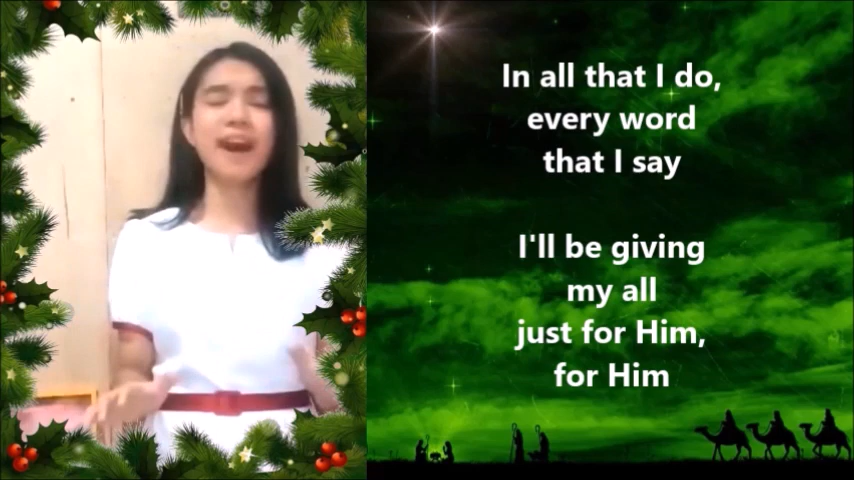 In all that I do,
every word
that I say
I'll be giving
my all
just for Him,
for Him